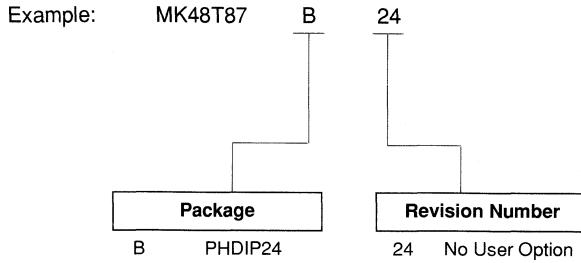 Example: MK48T87 B 24
Package Revision Number
B PHDIP24 24 No User Option